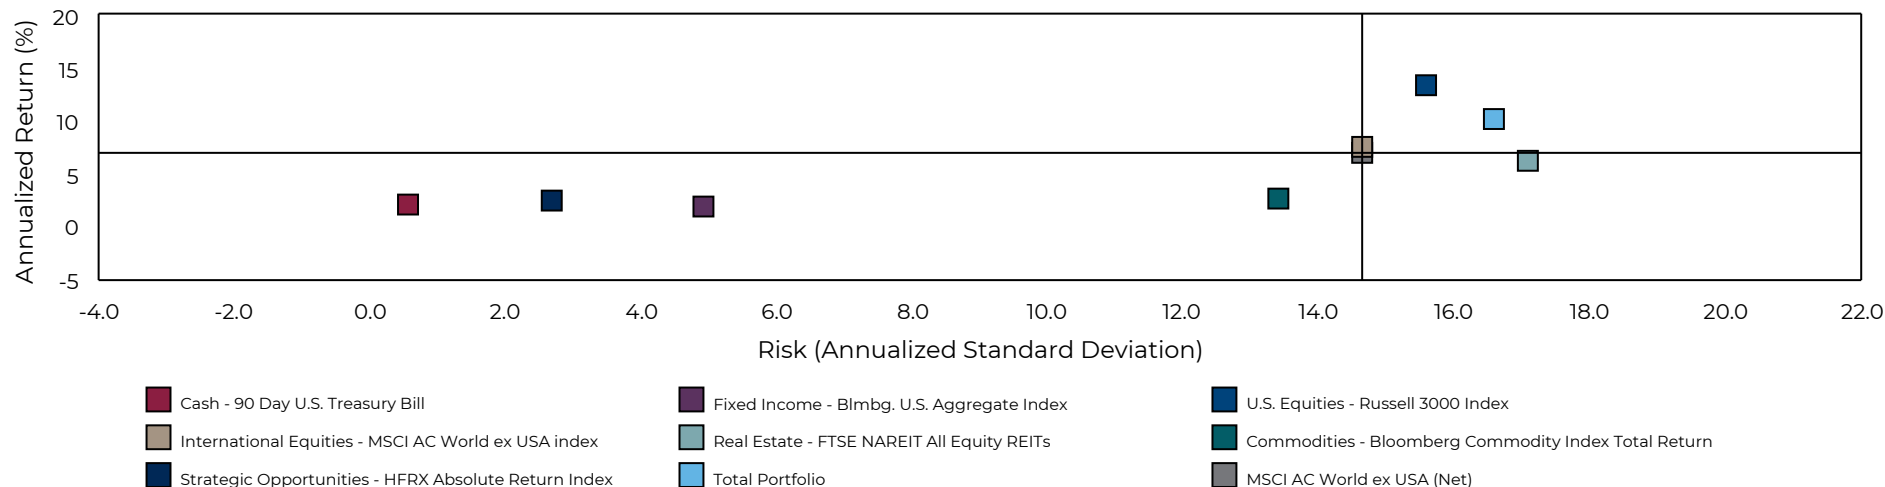 Annualized Return (%)
20
15
10
5
0
-5
-4.0 -2.0 0.0 2.0 4.0 6.0 8.0 10.0 12.0 14.0 16.0 18.0 20.0 22.0
Risk (Annualized Standard Deviation)
Cash - 90 Day U.S. Treasury Bill Fixed Income - Blmbg. U.S. Aggregate Index U.S. Equities - Russell 3000 Index
International Equities - MSCI AC World ex USA index Real Estate - FTSE NAREIT All Equity REITs Commodities - Bloomberg Commodity Index Total Return
Strategic Opportunities - HFRX Absolute Return Index Total Portfolio MSCI AC World ex USA (Net)